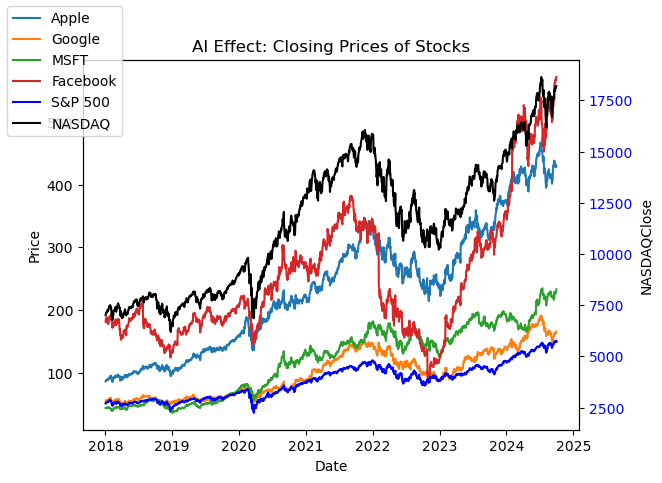 Apple
Google
MSFT
Facebook
S&P 500
NASDAQ
AI Effect: Closing Prices of Stocks
Price
400
300
200
100
17500
15000
12500
10000
7500
5000
2500
NASDAQClose
2018 2019 2020 2021 2022 2023 2024 2025
Date